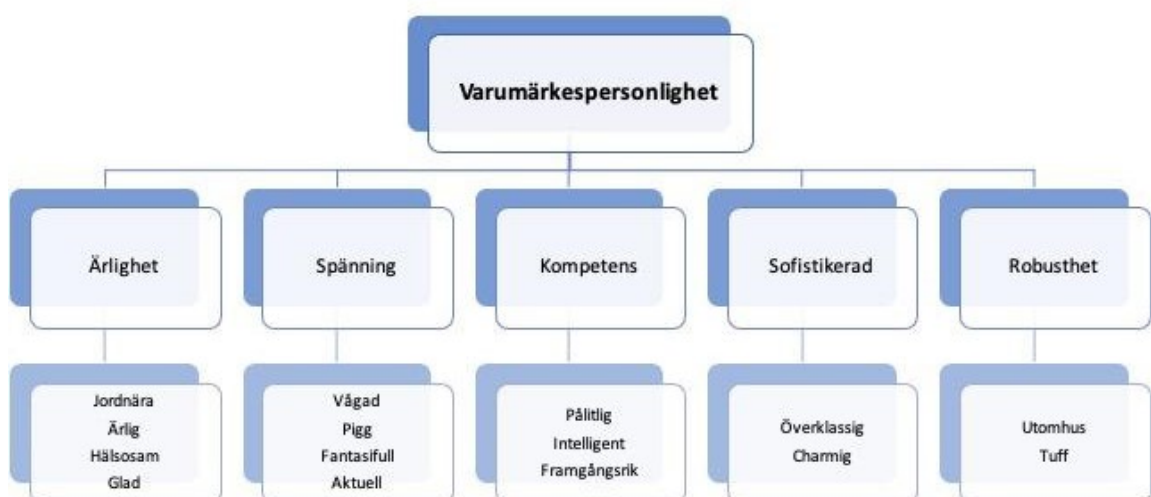 Varumärkespersonlighet
Ärlighet
Spänning
Kompetens
Sofistikerad
Robusthet
Jordnära
Ärlig
Hälsosam
Glad
Vågad
Pigg
Fantasifull
Aktuell
Pålitlig
Intelligent
Framgångsrik
Överklassig
Charmig
Utomhus
Tuff